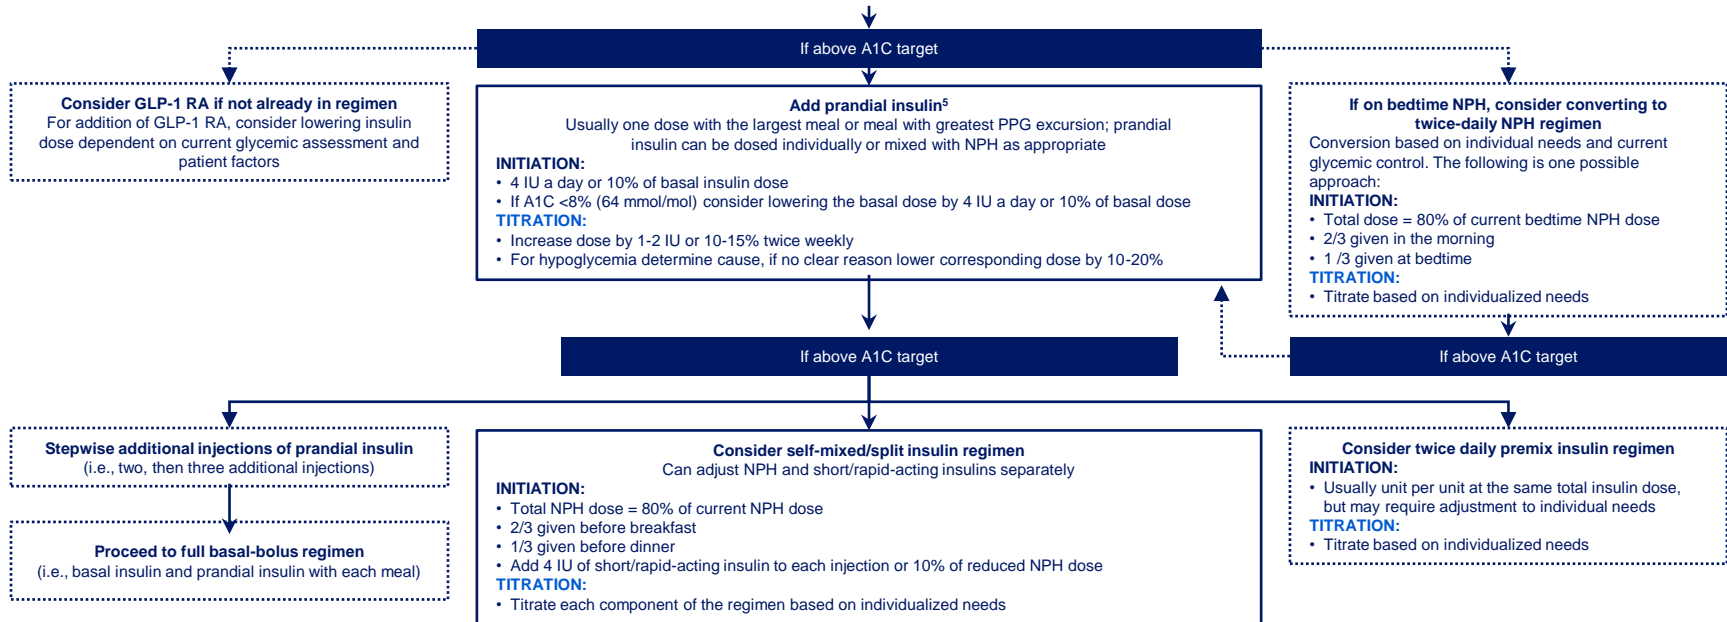 If above A1C target
Consider GLP-1 RA if not already in regimen
For addition of GLP-1 RA, consider lowering insulin
dose dependent on current glycemic assessment and
patient factors
Add prandial insulin⁵
Usually one dose with the largest meal or meal with greatest PPG excursion; prandial
insulin can be dosed individually or mixed with NPH as appropriate
INITIATION:
• 4 IU a day or 10% of basal insulin dose
• If A1C <8% (64 mmol/mol) consider lowering the basal dose by 4 IU a day or 10% of basal dose
TITRATION:
• Increase dose by 1-2 IU or 10-15% twice weekly
• For hypoglycemia determine cause, if no clear reason lower corresponding dose by 10-20%
If on bedtime NPH, consider converting to
twice-daily NPH regimen
Conversion based on individual needs and current
glycemic control. The following is one possible
approach:
INITIATION:
• Total dose = 80% of current bedtime NPH dose
• 2/3 given in the morning
• 1 /3 given at bedtime
TITRATION:
• Titrate based on individualized needs
If above A1C target
If above A1C target
Stepwise additional injections of prandial insulin
(i.e., two, then three additional injections)
Proceed to full basal-bolus regimen
(i.e., basal insulin and prandial insulin with each meal)
Consider self-mixed/split insulin regimen
Can adjust NPH and short/rapid-acting insulins separately
INITIATION:
• Total NPH dose = 80% of current NPH dose
• 2/3 given before breakfast
• 1/3 given before dinner
• Add 4 IU of short/rapid-acting insulin to each injection or 10% of reduced NPH dose
TITRATION:
• Titrate each component of the regimen based on individualized needs
Consider twice daily premix insulin regimen
INITIATION:
• Usually unit per unit at the same total insulin dose,
but may require adjustment to individual needs
TITRATION:
• Titrate based on individualized needs